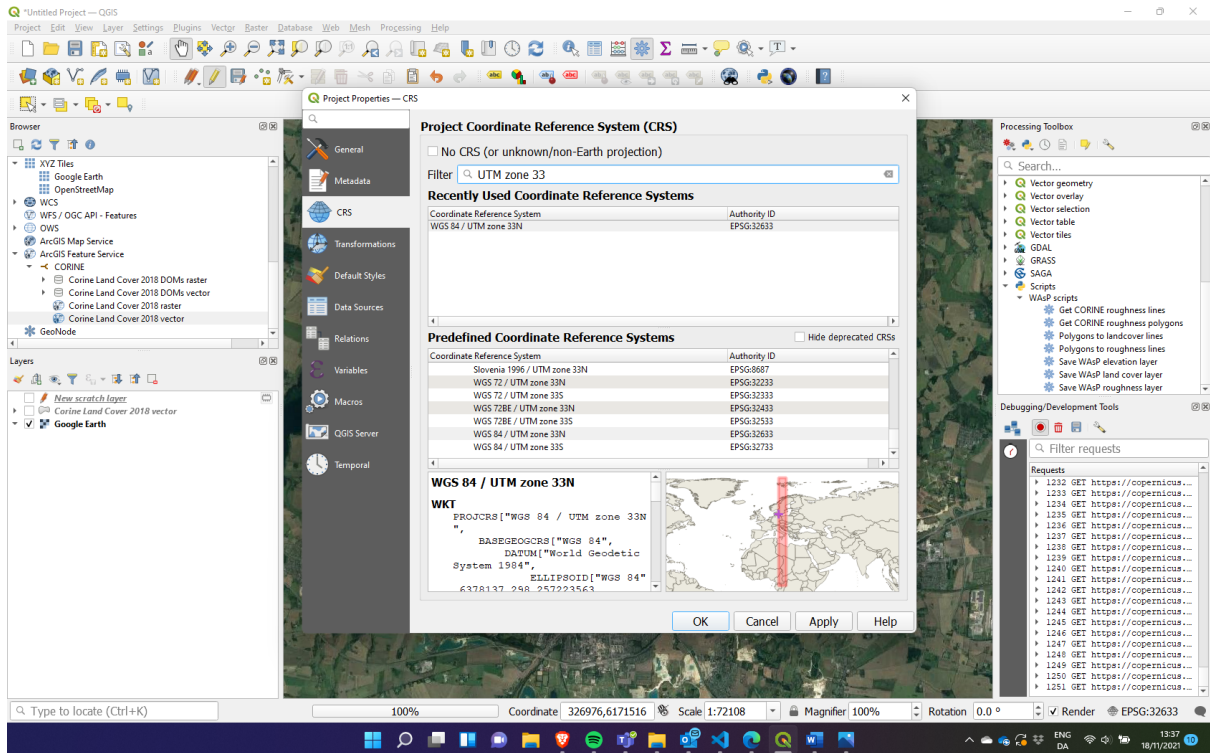 *Untitled Project — QGIS
Project Edit View Layer Settings Plugins Vector Raster Database Web Mesh Processing Help
Project Properties — CRS
Project Coordinate Reference System (CRS)
General
Metadata
CRS
Transformations
Default Styles
Data Sources
Relations
Variables
Macros
QGIS Server
Temporal
No CRS (or unknown/non-Earth projection)
Filter UTM zone 33
Recently Used Coordinate Reference Systems
Coordinate Reference System Authority ID
WGS 84 / UTM zone 33N EPSG:32633
Predefined Coordinate Reference Systems Hide deprecated CRSs
Coordinate Reference System Authority ID
Slovenia 1996 / UTM zone 33N EPSG:8687
WGS 72 / UTM zone 33N EPSG:32233
WGS 72 / UTM zone 33S EPSG:32333
WGS 72BE / UTM zone 33N EPSG:32433
WGS 72BE / UTM zone 33S EPSG:32533
WGS 84 / UTM zone 33N EPSG:32633
WGS 84 / UTM zone 33S EPSG:32733
WGS 84 / UTM zone 33N
WKT
PROJCRS["WGS 84 / UTM zone 33N
",
BASEGEOGCRS["WGS 84",
DATUM["World Geodetic
System 1984",
ELLIPSOID["WGS 84"
6378137,298.257223563
OK Cancel Apply Help
Browser
XYZ Tiles
Google Earth
OpenStreetMap
WCS
WFS / OGC API - Features
OWS
ArcGIS Map Service
ArcGIS Feature Service
CORINE
Corine Land Cover 2018 DOMs raster
Corine Land Cover 2018 DOMs vector
Corine Land Cover 2018 raster
Corine Land Cover 2018 vector
GeoNode
Layers
New scratch layer
Corine Land Cover 2018 vector
Google Earth
Processing Toolbox
Search...
Vector geometry
Vector overlay
Vector selection
Vector table
Vector tiles
GDAL
GRASS
SAGA
Scripts
WAsP scripts
Get CORINE roughness lines
Get CORINE roughness polygons
Polygons to landcover lines
Polygons to roughness lines
Save WAsP elevation layer
Save WAsP land cover layer
Save WAsP roughness layer
Debugging/Development Tools
Filter requests
Requests
1232 GET https://copernicus....
1233 GET https://copernicus....
1234 GET https://copernicus....
1235 GET https://copernicus....
1236 GET https://copernicus....
1237 GET https://copernicus....
1238 GET https://copernicus....
1239 GET https://copernicus....
1240 GET https://copernicus....
1241 GET https://copernicus....
1242 GET https://copernicus....
1243 GET https://copernicus....
1244 GET https://copernicus....
1245 GET https://copernicus....
1246 GET https://copernicus....
1247 GET https://copernicus....
1248 GET https://copernicus....
1249 GET https://copernicus....
1250 GET https://copernicus....
1251 GET https://copernicus....
Type to locate (Ctrl+K) 100% Coordinate 326976,6171516 Scale 1:72108 Magnifier 100% Rotation 0.0 ° Render EPSG:32633
ENG
DA
13:37
18/11/2021
10